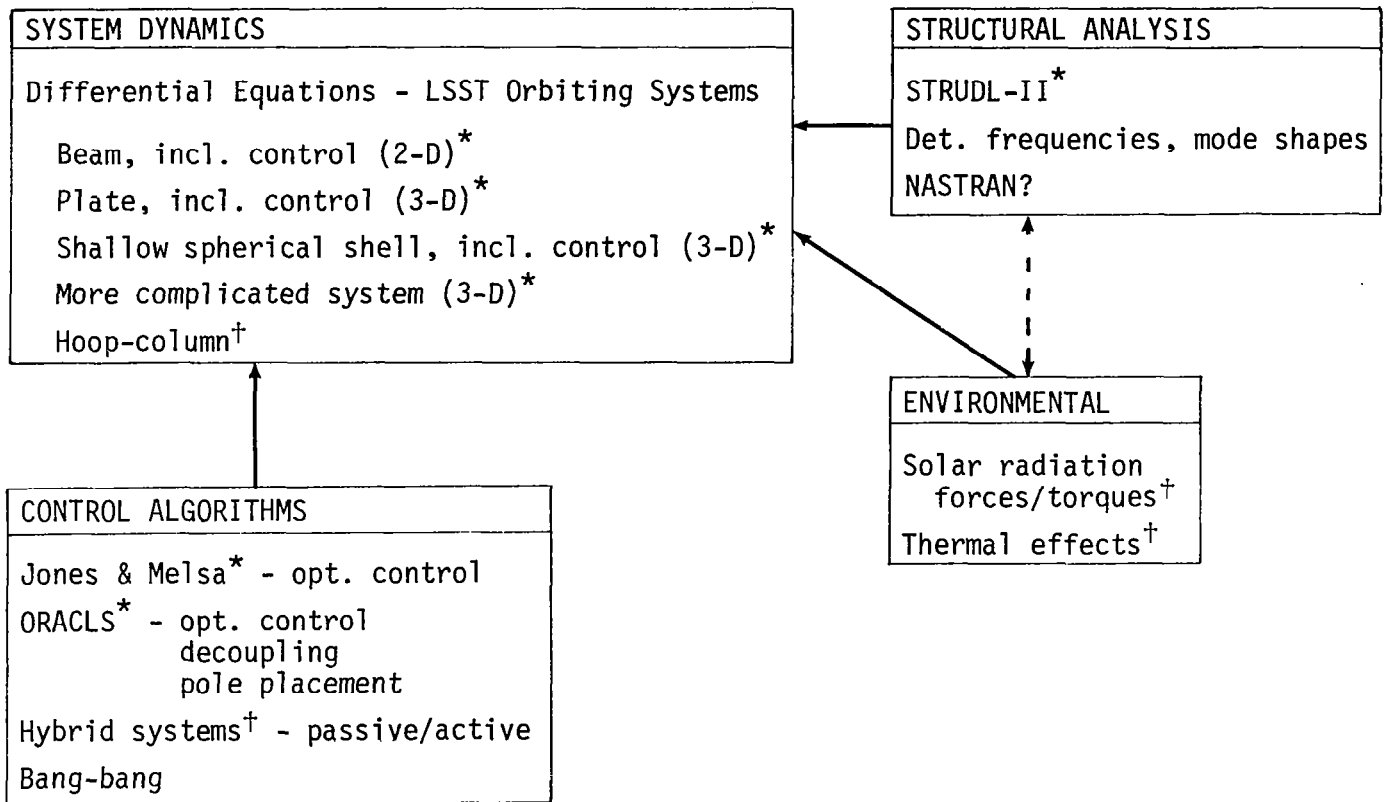 SYSTEM DYNAMICS
Differential Equations - LSST Orbiting Systems
Beam, incl. control (2-D)*
Plate, incl. control (3-D)*
Shallow spherical shell, incl. control (3-D)*
More complicated system (3-D)*
Hoop-column†
STRUCTURAL ANALYSIS
STRUDL-II*
Det. frequencies, mode shapes
NASTRAN?
ENVIRONMENTAL
Solar radiation
forces/torques†
Thermal effects†
CONTROL ALGORITHMS
Jones & Melsa* - opt. control
ORACLS* - opt. control
decoupling
pole placement
Hybrid systems† - passive/active
Bang-bang